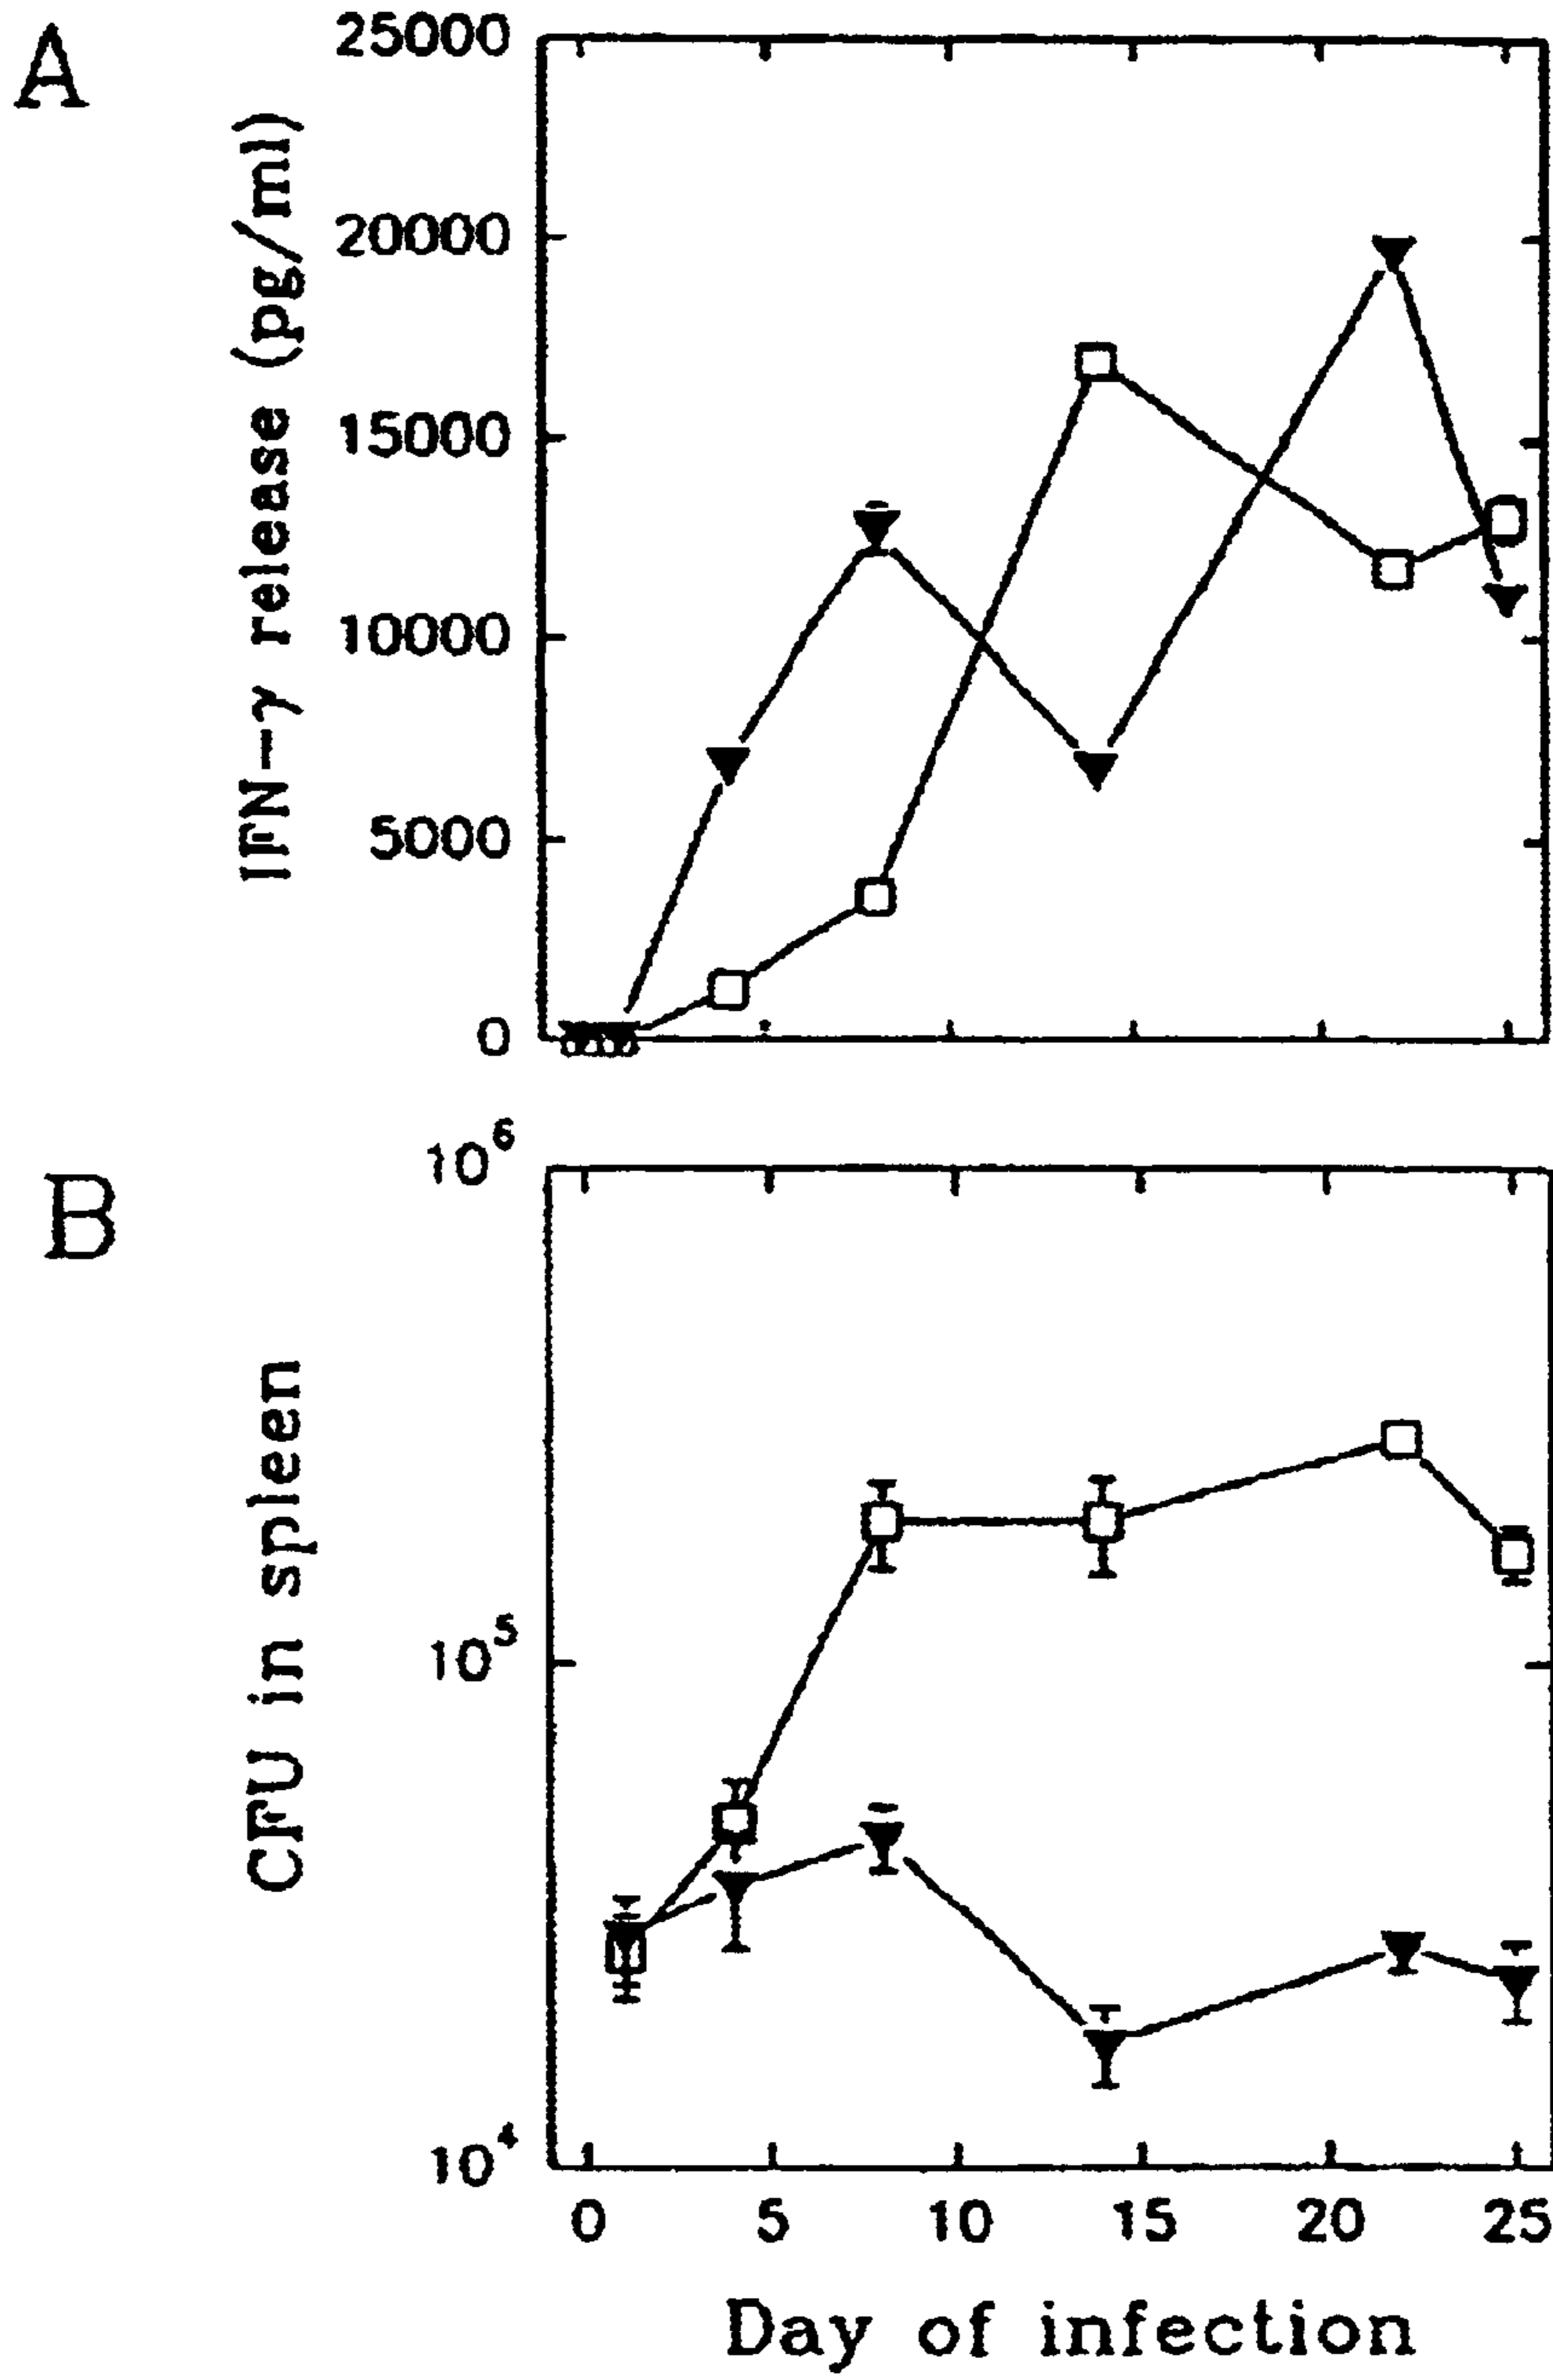 A
IFN-γ release (pg/ml)
25000
20000
15000
10000
5000
0
B
CFU in spleen
10⁶
10⁵
10⁴
0 5 10 15 20 25
Day of infection